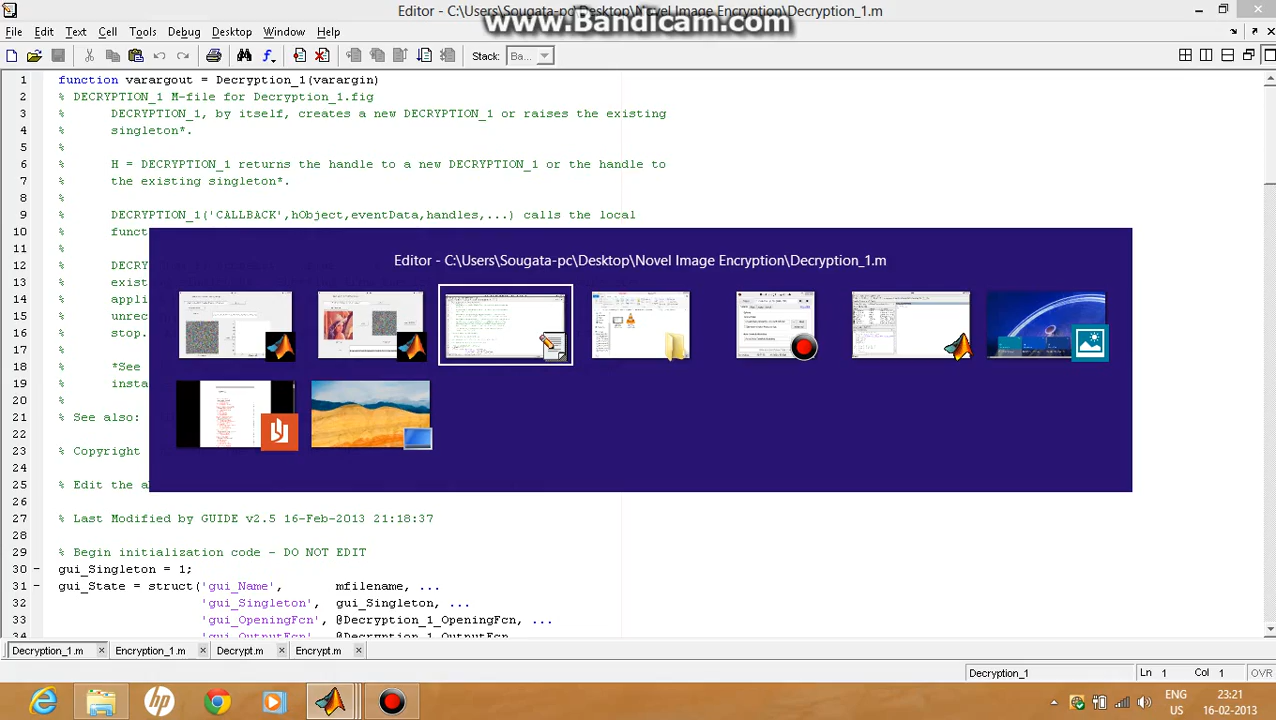 Editor - C:\Users\Sougata-pc\Desktop\Novel Image Encryption\Decryption_1.m
www.Bandicam.com
File Edit Text Cell Tools Debug Desktop Window Help
Stack: Ba...
1 function varargout = Decryption_1(varargin)
2 % DECRYPTION_1 M-file for Decryption_1.fig
3 % DECRYPTION_1, by itself, creates a new DECRYPTION_1 or raises the existing
4 % singleton*.
5 %
6 % H = DECRYPTION_1 returns the handle to a new DECRYPTION_1 or the handle to
7 % the existing singleton*.
8 %
9 % DECRYPTION_1('CALLBACK',hObject,eventData,handles,...) calls the local
10 % funct
11 %
Editor - C:\Users\Sougata-pc\Desktop\Novel Image Encryption\Decryption_1.m
12 % DECRY
13 % exist
14 % appli
15 % unrec
16 % stop.
17 %
18 % *See
19 % insta
20 %
21 % See also:
22
23 % Copyright
24
25 % Edit the a
26
27 % Last Modified by GUIDE v2.5 16-Feb-2013 21:18:37
28
29 % Begin initialization code - DO NOT EDIT
30 - gui_Singleton = 1;
31 - gui_State = struct('gui_Name', mfilename, ...
32 'gui_Singleton', gui_Singleton, ...
33 'gui_OpeningFcn', @Decryption_1_OpeningFcn, ...
34 'gui_OutputFcn', @Decryption_1_OutputFcn
Decryption_1.m Encryption_1.m Decrypt.m Encrypt.m
Decryption_1 Ln 1 Col 1 OVR
ENG 23:21
US 16-02-2013